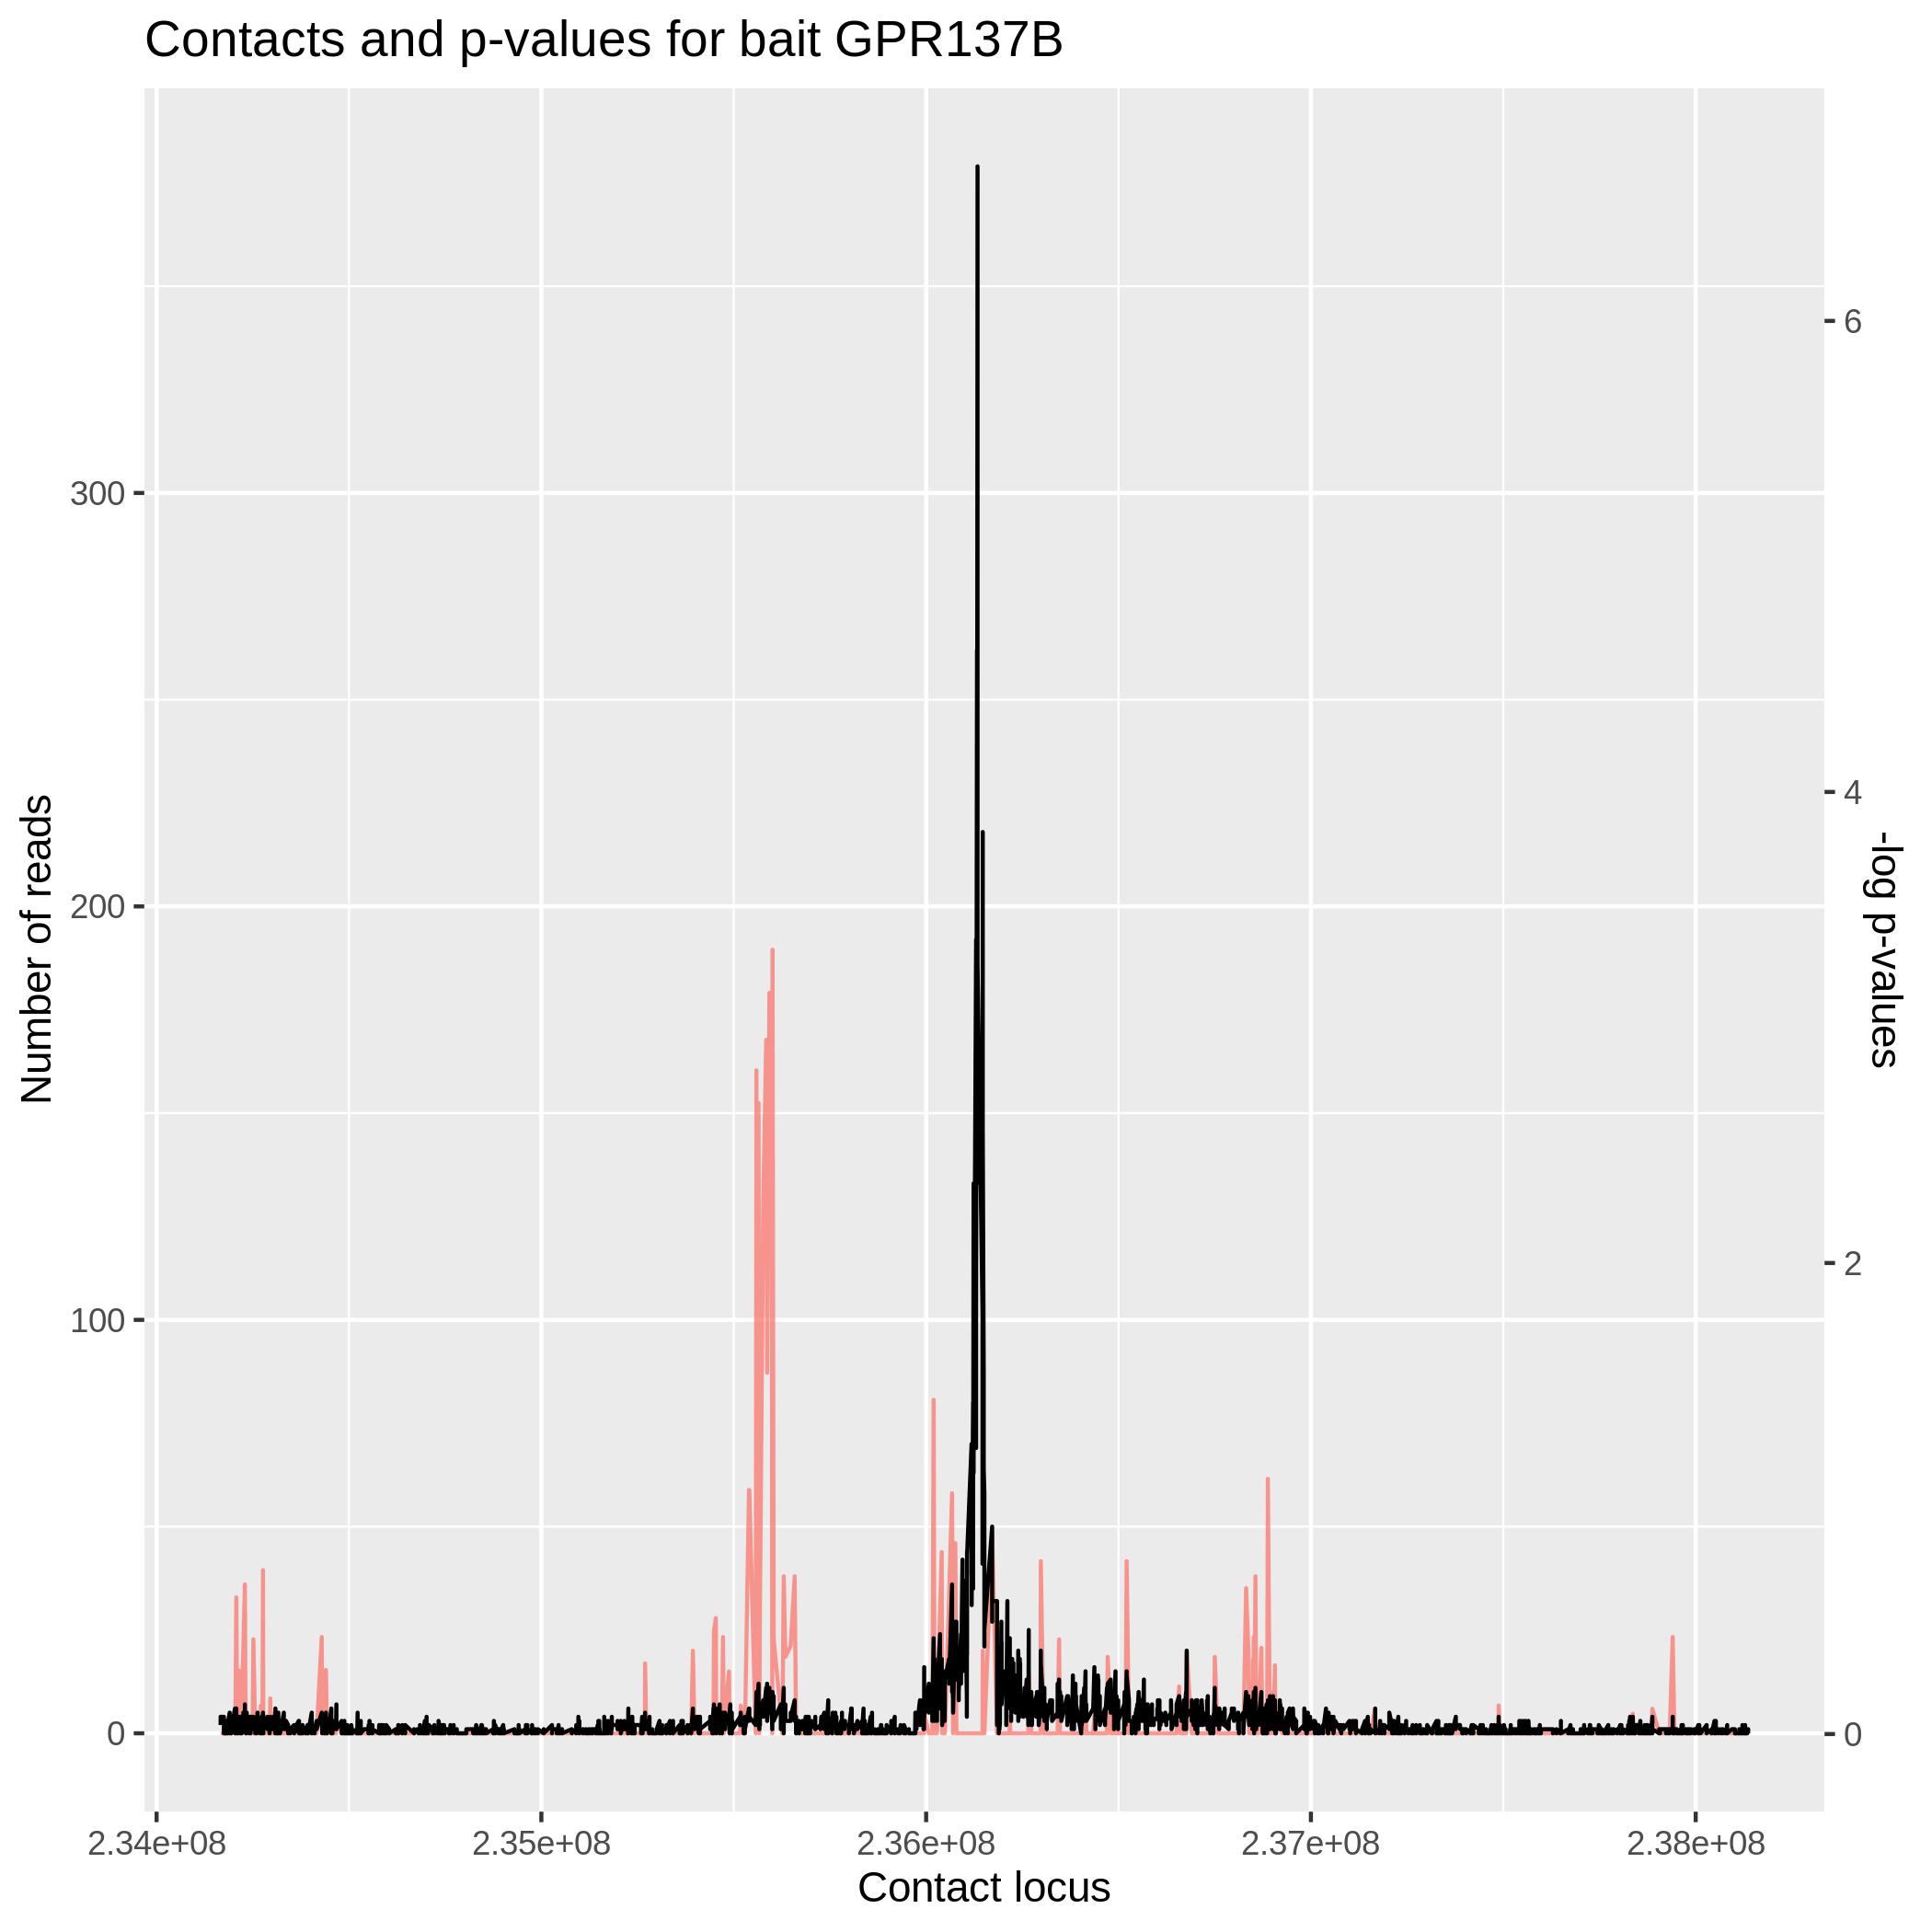 Contacts and p-values for bait GPR137B
Number of reads
300
200
100
0
6
4
2
0
-log p-values
2.34e+08 2.35e+08 2.36e+08 2.37e+08 2.38e+08
Contact locus